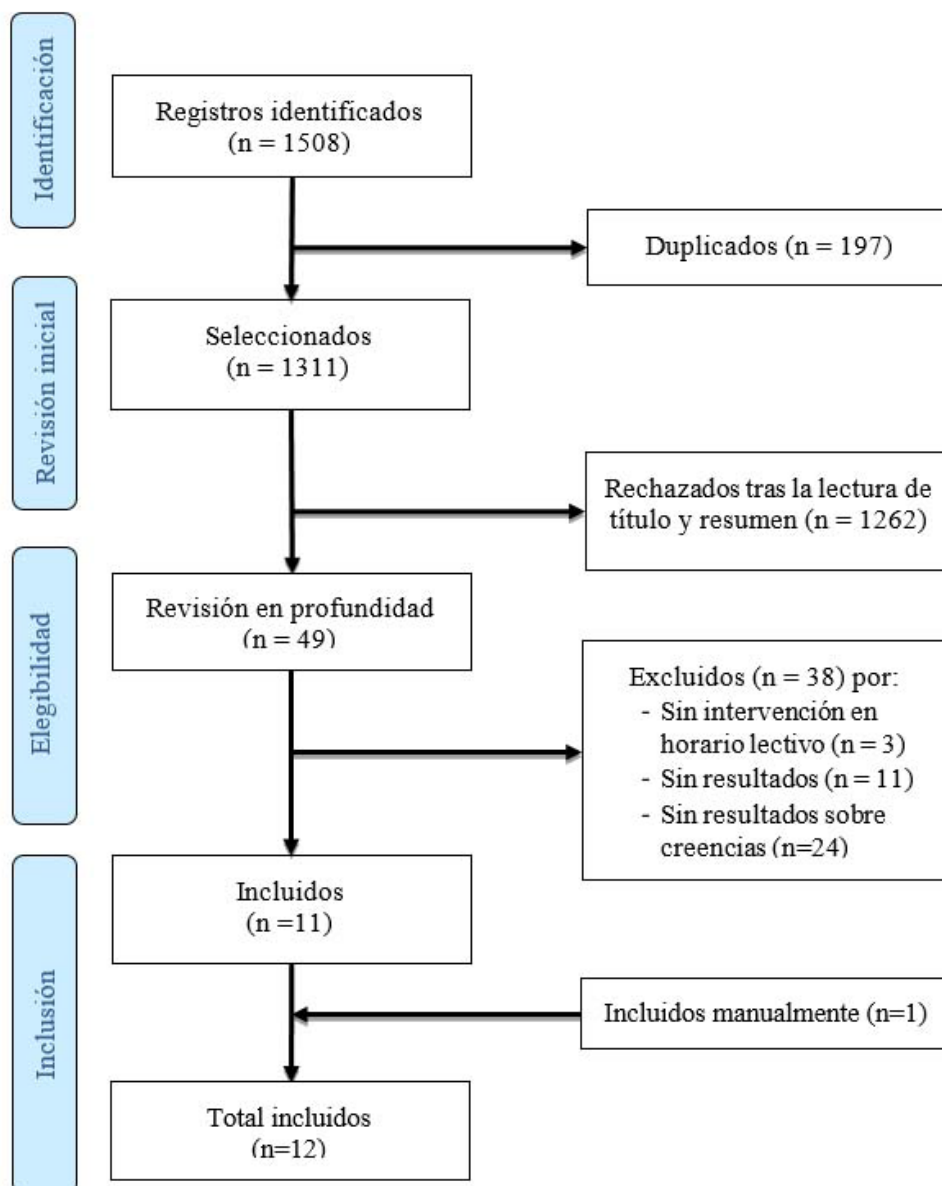 Identificación
Registros identificados
(n = 1508)
Duplicados (n = 197)
Revisión inicial
Seleccionados
(n = 1311)
Rechazados tras la lectura de
título y resumen (n = 1262)
Elegibilidad
Revisión en profundidad
(n = 49)
Excluidos (n = 38) por:
- Sin intervención en
horario lectivo (n = 3)
- Sin resultados (n = 11)
- Sin resultados sobre
creencias (n=24)
Inclusión
Incluidos
(n =11)
Incluidos manualmente (n=1)
Total incluidos
(n=12)